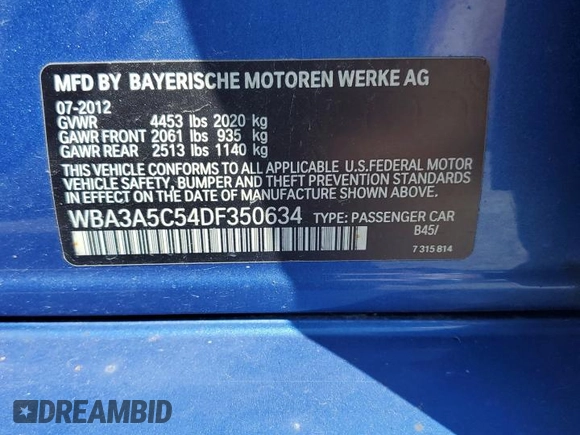 MFD BY BAYERISCHE MOTOREN WERKE AG
07-2012
GVWR 4453 lbs 2020 kg
GAWR FRONT 2061 lbs 935 kg
GAWR REAR 2513 lbs 1140 kg
THIS VEHICLE CONFORMS TO ALL APPLICABLE U.S.FEDERAL MOTOR
VEHICLE SAFETY, BUMPER AND THEFT PREVENTION STANDARDS
IN EFFECT ON THE DATE OF MANUFACTURE SHOWN ABOVE.
WBA3A5C54DF350634 TYPE: PASSENGER CAR
B45/
7 315 814
DREAMBID